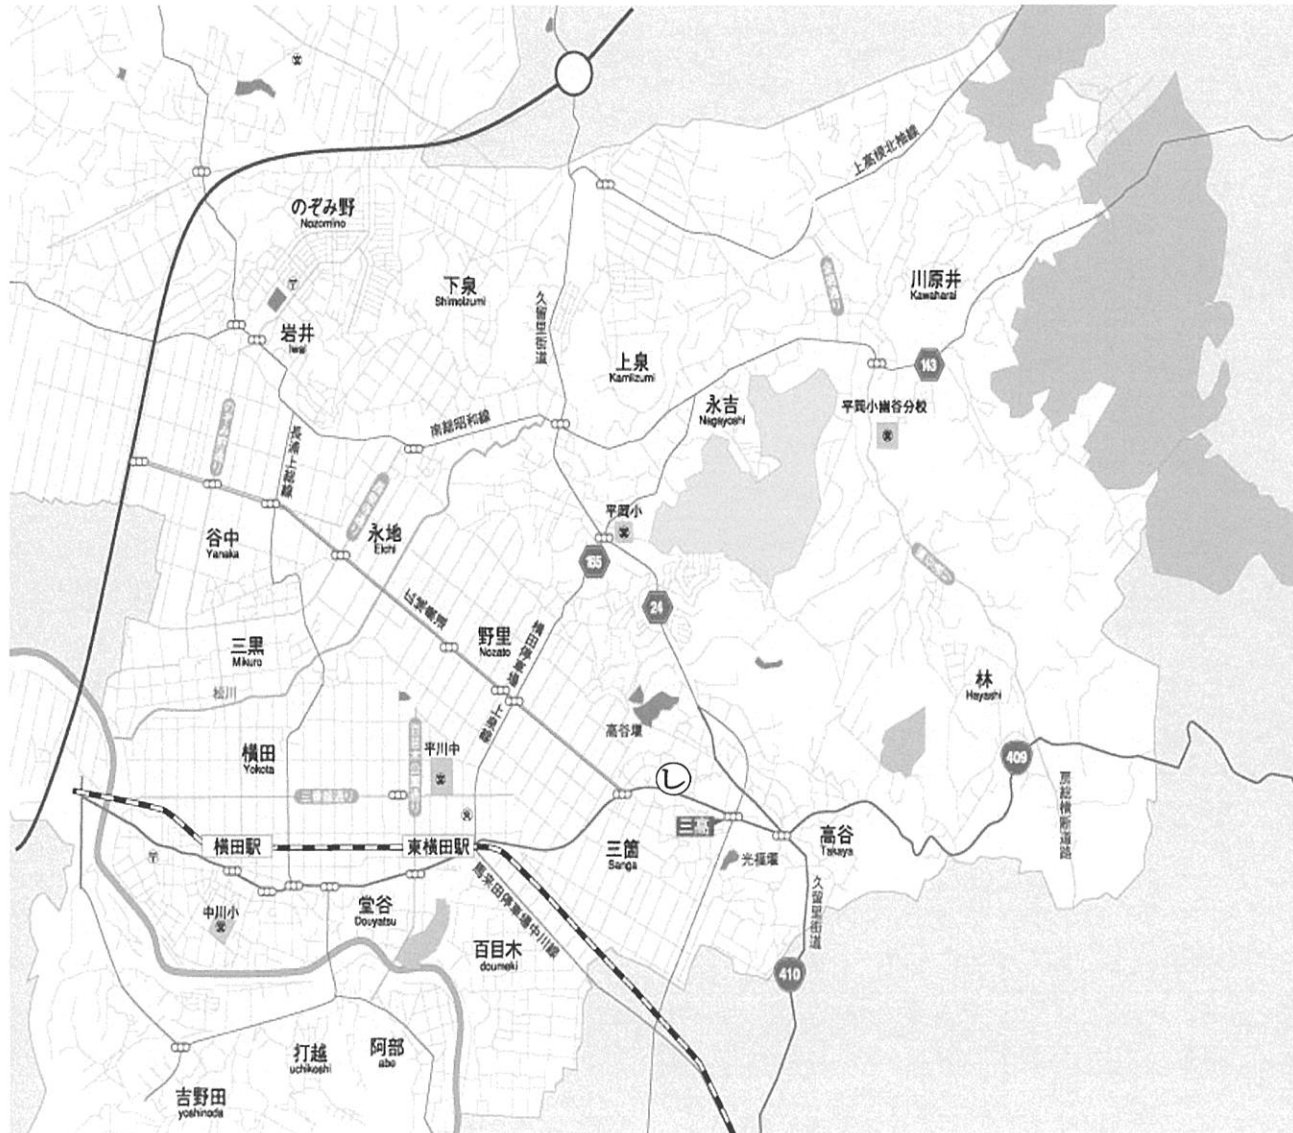 上高根北袖線
のぞみ野
Nozomino
川原井
Kawaharai
下泉
Shimoizumi
久留里街道
岩井
Iwai
上泉
Kamiizumi
143
永吉
Nagayoshi
平岡小幽谷分校
南総昭和線
長浦上総線
平岡小
谷中
Yanaka
永地
Eichi
165
24
野里
Nozato
横田停車場
上泉線
三黒
Mikuro
松川
林
Hayashi
高谷堰
横田
Yokota
平川中
409
し
房総横断道路
横田駅
東横田駅
三箇
Sanga
高谷
Takaya
光福堰
馬来田停車場中川線
久留里街道
中川小
堂谷
Douyatsu
百目木
doumeki
410
打越
uchikoshi
阿部
abe
吉野田
yoshinoda